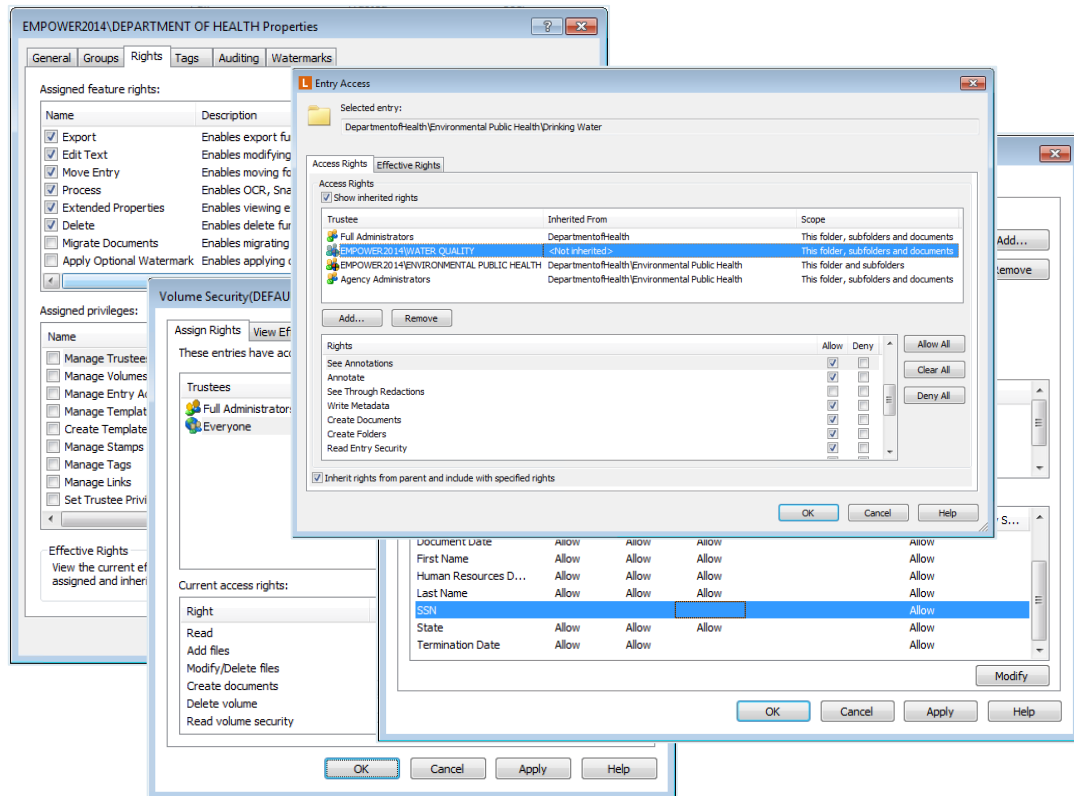 EMPOWER2014\DEPARTMENT OF HEALTH Properties
General Groups Rights Tags Auditing Watermarks
Assigned feature rights:
Name Description
Export Enables export fu
Edit Text Enables modifying
Move Entry Enables moving fo
Process Enables OCR, Sna
Extended Properties Enables viewing e
Delete Enables delete fur
Migrate Documents Enables migrating
Apply Optional Watermark Enables applying
Assigned privileges:
Name
Manage Trustee
Manage Volumes
Manage Entry A
Manage Templat
Create Template
Manage Stamps
Manage Tags
Manage Links
Set Trustee Privi
Effective Rights
View the current ef
assigned and inheri
Volume Security(DEFAU
Assign Rights View Ef
These entries have acc
Trustees
Full Administrator
Everyone
Current access rights:
Right
Read
Add files
Modify/Delete files
Create documents
Delete volume
Read volume security
OK Cancel Apply Help
L Entry Access
Selected entry:
DepartmentofHealth\Environmental Public Health\Drinking Water
Access Rights Effective Rights
Access Rights
Show inherited rights
Trustee Inherited From Scope
Full Administrators DepartmentofHealth This folder, subfolders and documents
EMPOWER2014\WATER QUALITY <Not inherited> This folder, subfolders and documents
EMPOWER2014\ENVIRONMENTAL PUBLIC HEALTH DepartmentofHealth\Environmental Public Health This folder and subfolders
Agency Administrators DepartmentofHealth\Environmental Public Health This folder, subfolders and documents
Add... Remove
Rights Allow Deny
See Annotations
Annotate
See Through Redactions
Write Metadata
Create Documents
Create Folders
Read Entry Security
Allow All
Clear All
Deny All
Inherit rights from parent and include with specified rights
OK Cancel Help
Add...
Remove
S...
Document Date Allow Allow Allow Allow
First Name Allow Allow Allow Allow
Human Resources D... Allow Allow Allow Allow
Last Name Allow Allow Allow Allow
SSN Allow
State Allow Allow Allow Allow
Termination Date Allow Allow Allow
Modify
OK Cancel Apply Help